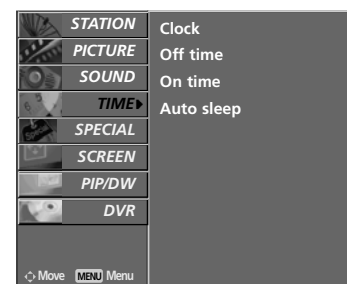 STATION
PICTURE
SOUND
TIME
SPECIAL
SCREEN
PIP/DW
DVR
Move MENU Menu
Clock
Off time
On time
Auto sleep